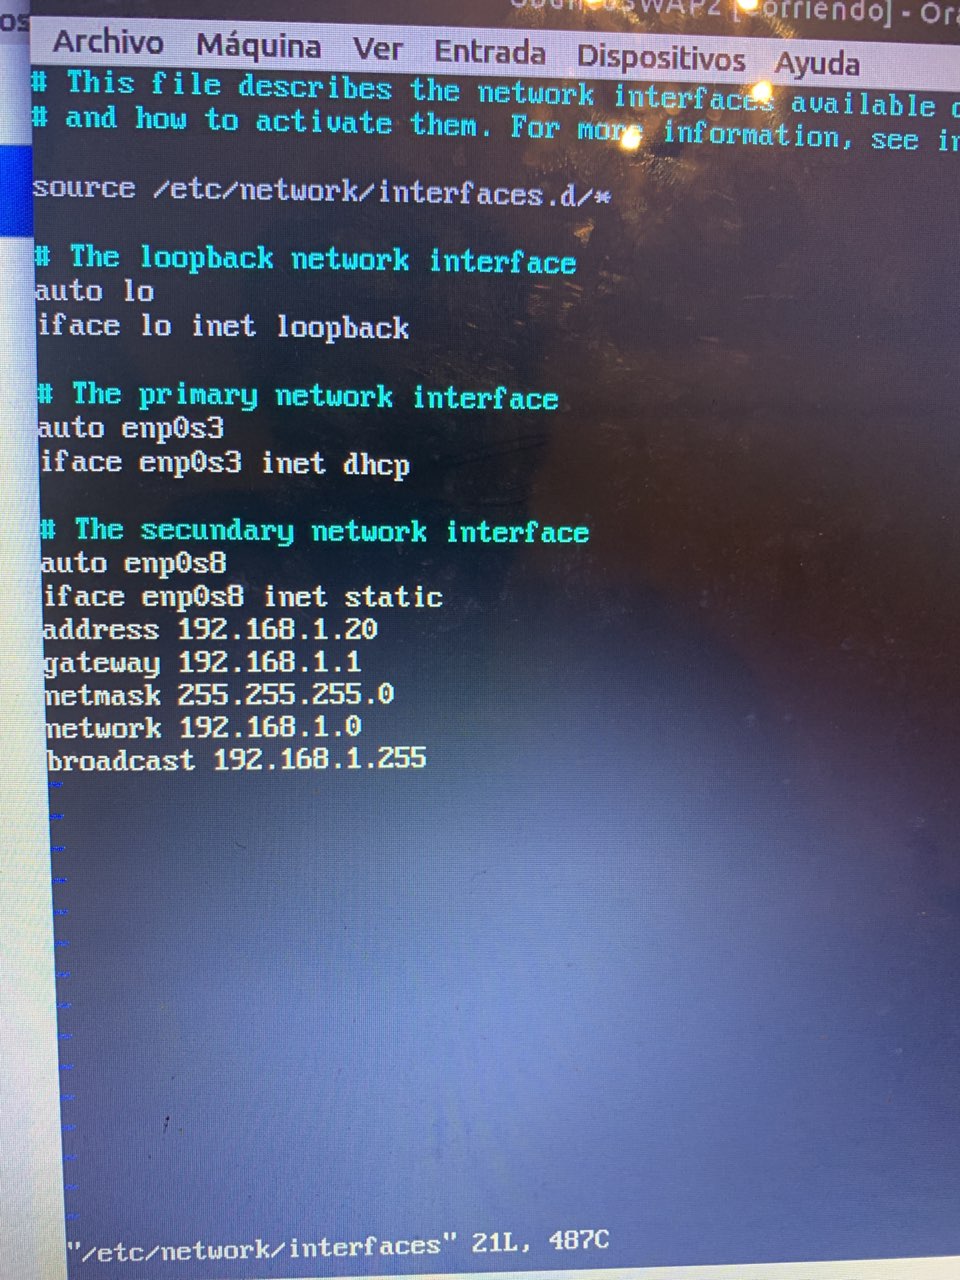 SWAP2 [Corriendo] - Ora
Archivo Máquina Ver Entrada Dispositivos Ayuda
# This file describes the network interfaces available
# and how to activate them. For more information, see in
source /etc/network/interfaces.d/*
# The loopback network interface
auto lo
iface lo inet loopback
# The primary network interface
auto enp0s3
iface enp0s3 inet dhcp
# The secundary network interface
auto enp0s8
iface enp0s8 inet static
address 192.168.1.20
gateway 192.168.1.1
netmask 255.255.255.0
network 192.168.1.0
broadcast 192.168.1.255
~
~
~
~
~
~
~
~
~
~
~
~
~
~
"/etc/network/interfaces" 21L, 487C